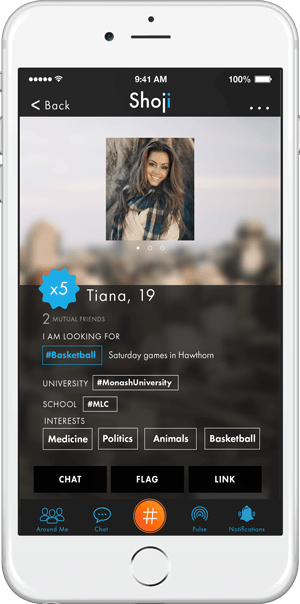 9:41 AM 100%
< Back Shoji ...
x5 Tiana, 19
2 MUTUAL FRIENDS
I AM LOOKING FOR
#Basketball Saturday games in Hawthorn
UNIVERSITY #MonashUniversity
SCHOOL #MLC
INTERESTS
Medicine Politics Animals Basketball
CHAT FLAG LINK
#
Around Me Chat Pulse Notifications